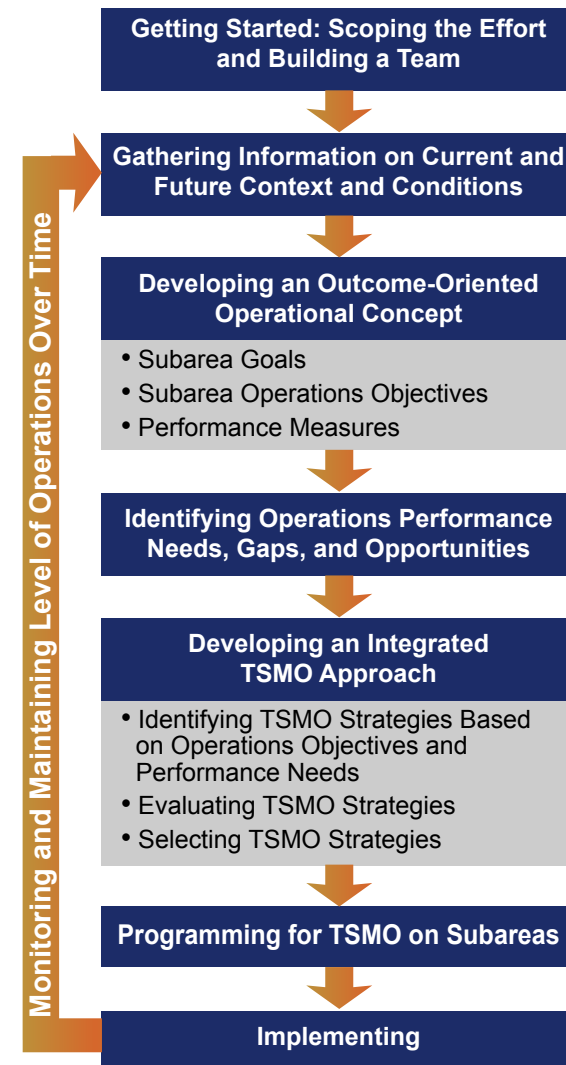 Getting Started: Scoping the Effort
and Building a Team
Gathering Information on Current and
Future Context and Conditions
Developing an Outcome-Oriented
Operational Concept
• Subarea Goals
• Subarea Operations Objectives
• Performance Measures
Identifying Operations Performance
Needs, Gaps, and Opportunities
Developing an Integrated
TSMO Approach
• Identifying TSMO Strategies Based
on Operations Objectives and
Performance Needs
• Evaluating TSMO Strategies
• Selecting TSMO Strategies
Programming for TSMO on Subareas
Implementing
Monitoring and Maintaining Level of Operations Over Time